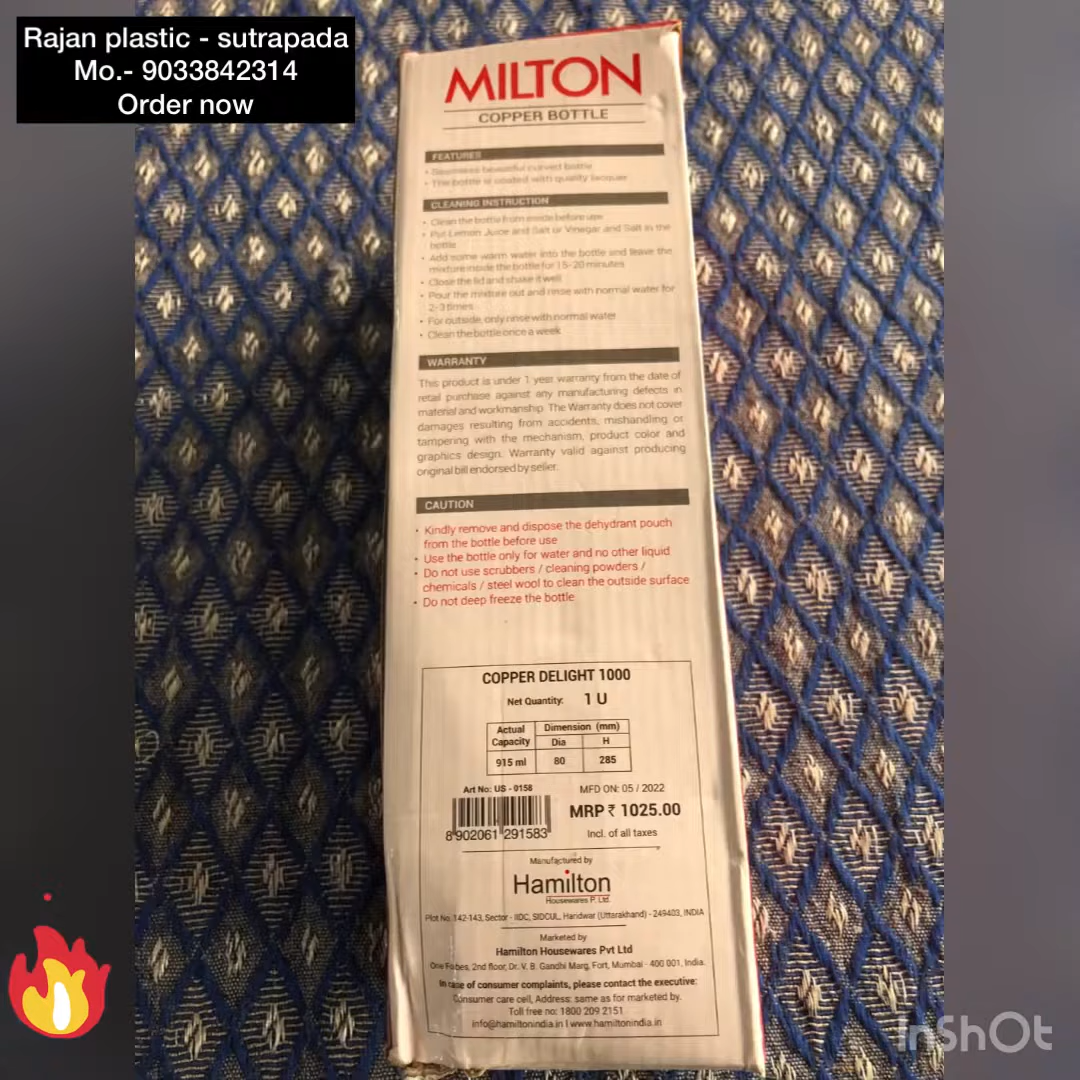 Rajan plastic - sutrapada
Mo.- 9033842314
Order now
MILTON
COPPER BOTTLE
FEATURES
• Seamless beautiful curved bottle
• The bottle is coated with quality lacquer
CLEANING INSTRUCTION
• Clean the bottle from inside before use
• Put Lemon Juice and Salt or Vinegar and Salt in the
bottle
• Add some warm water into the bottle and leave the
mixture inside the bottle for 15-20 minutes
• Close the lid and shake it well
• Pour the mixture out and rinse with normal water for
2-3 times
• For outside, only rinse with normal water
• Clean the bottle once a week
WARRANTY
This product is under 1 year warranty from the date of
retail purchase against any manufacturing defects in
material and workmanship. The Warranty does not cover
damages resulting from accidents, mishandling or
tampering with the mechanism, product color and
graphics design. Warranty valid against producing
original bill endorsed by seller.
CAUTION
• Kindly remove and dispose the dehydrant pouch
from the bottle before use
• Use the bottle only for water and no other liquid
• Do not use scrubbers / cleaning powders /
chemicals / steel wool to clean the outside surface
• Do not deep freeze the bottle
COPPER DELIGHT 1000
Net Quantity: 1 U
Actual Capacity Dimension (mm)
Dia H
915 ml 80 285
Art No: US - 0158
MFD ON: 05 / 2022
MRP ₹ 1025.00
8 902061 291583
Incl. of all taxes
Manufactured by
Hamilton
Housewares P. Ltd.
Plot No. 142-143, Sector - IIDC, SIDCUL, Haridwar (Uttarakhand) - 249403, INDIA
Marketed by
Hamilton Housewares Pvt Ltd
One Forbes, 2nd floor, Dr. V. B. Gandhi Marg, Fort, Mumbai - 400 001, India.
In case of consumer complaints, please contact the executive:
Consumer care cell, Address: same as for marketed by.
Toll free no: 1800 209 2151
info@hamiltonindia.in | www.hamiltonindia.in
InShOt